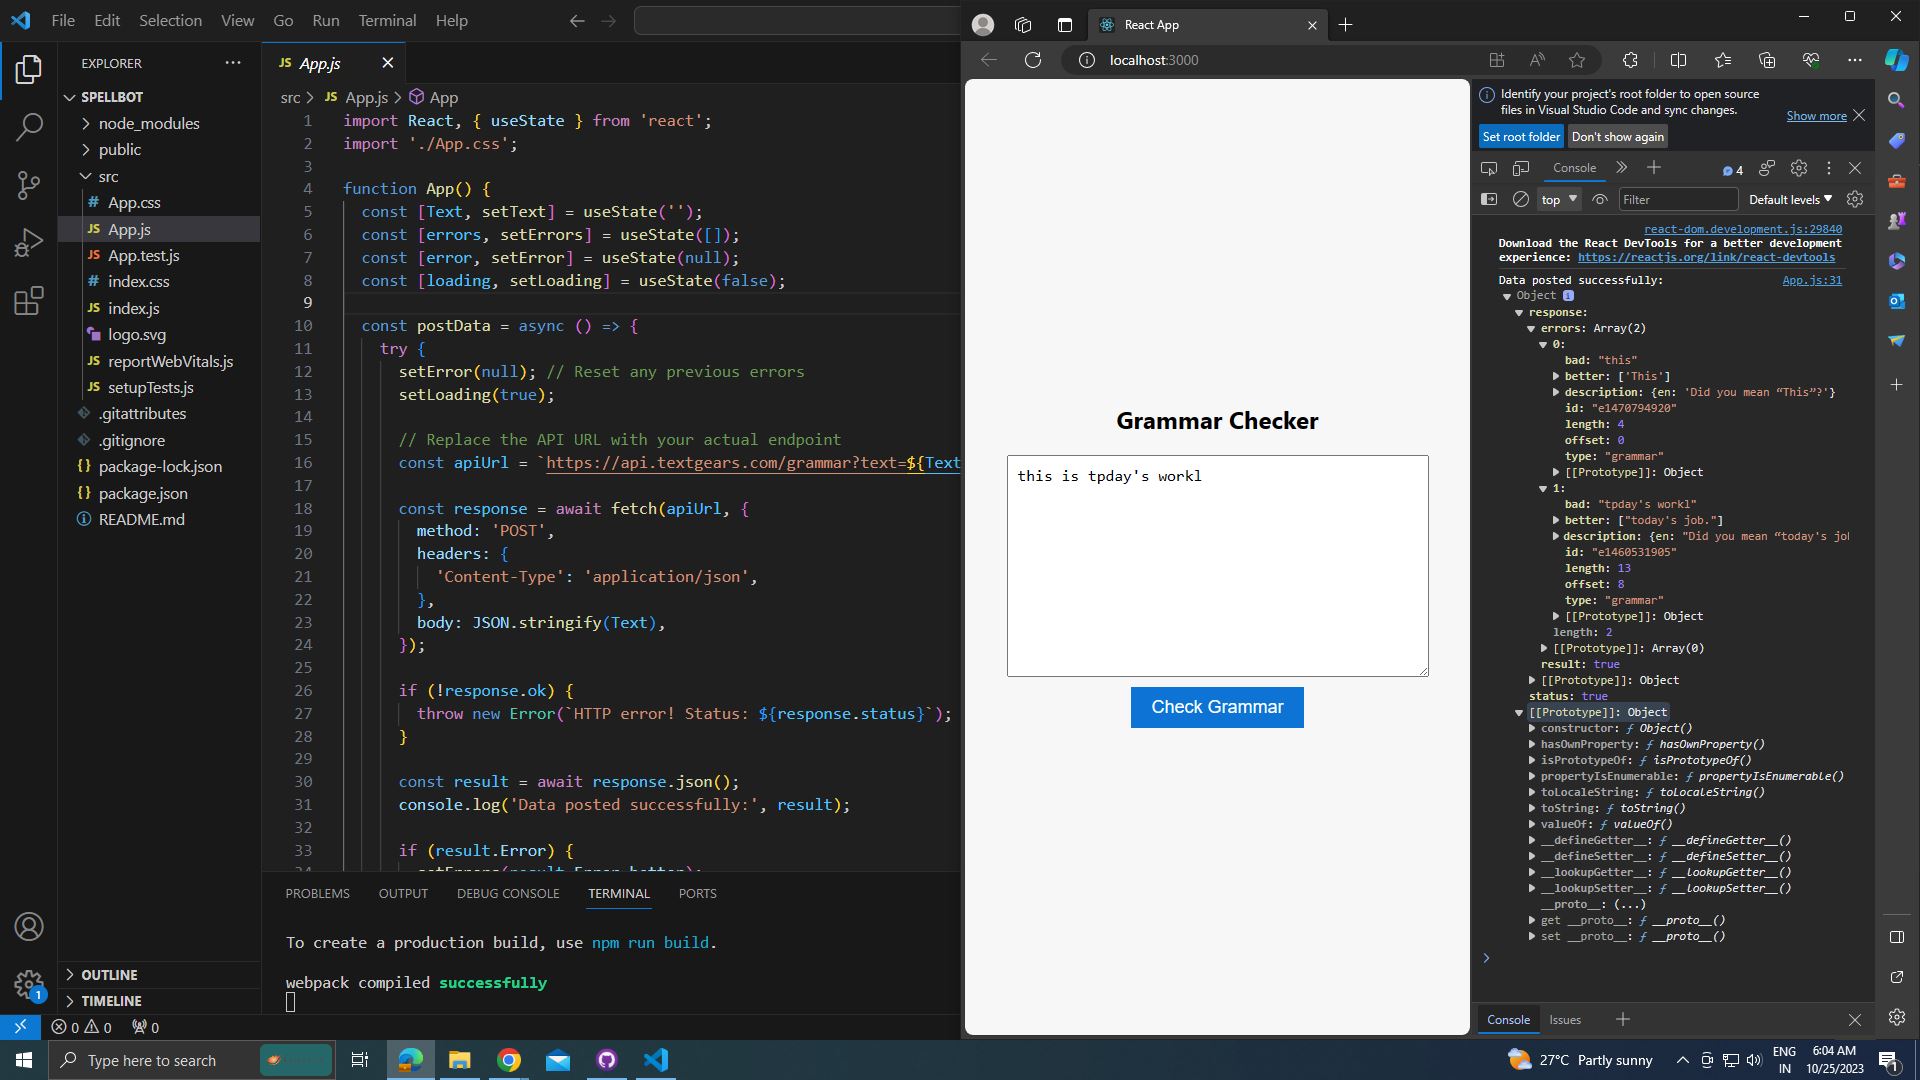 File Edit Selection View Go Run Terminal Help
EXPLORER
SPELLBOT
node_modules
public
src
# App.css
JS App.js
JS App.test.js
# index.css
JS index.js
logo.svg
JS reportWebVitals.js
JS setupTests.js
.gitattributes
.gitignore
{} package-lock.json
{} package.json
README.md
OUTLINE
TIMELINE
JS App.js
src > JS App.js > App
1 import React, { useState } from 'react';
2 import './App.css';
3
4 function App() {
5 const [Text, setText] = useState('');
6 const [errors, setErrors] = useState([]);
7 const [error, setError] = useState(null);
8 const [loading, setLoading] = useState(false);
9
10 const postData = async () => {
11 try {
12 setError(null); // Reset any previous errors
13 setLoading(true);
14
15 // Replace the API URL with your actual endpoint
16 const apiUrl = `https://api.textgears.com/grammar?text=${Text
17
18 const response = await fetch(apiUrl, {
19 method: 'POST',
20 headers: {
21 'Content-Type': 'application/json',
22 },
23 body: JSON.stringify(Text),
24 });
25
26 if (!response.ok) {
27 throw new Error(`HTTP error! Status: ${response.status}`);
28 }
29
30 const result = await response.json();
31 console.log('Data posted successfully:', result);
32
33 if (result.Error) {
34 setErrors(result.Error.better);
PROBLEMS OUTPUT DEBUG CONSOLE TERMINAL PORTS
To create a production build, use npm run build.
webpack compiled successfully
1
0 0 0
React App
localhost:3000
Grammar Checker
this is tpday's workl
Check Grammar
Identify your project's root folder to open source
files in Visual Studio Code and sync changes.
Show more
Set root folder Don't show again
Console 4
top Filter Default levels
react-dom.development.js:29840
Download the React DevTools for a better development
experience: https://reactjs.org/link/react-devtools
Data posted successfully: App.js:31
Object i
response:
errors: Array(2)
0:
bad: "this"
better: ['This']
description: {en: 'Did you mean “This”?'}
id: "e1470794920"
length: 4
offset: 0
type: "grammar"
[[Prototype]]: Object
1:
bad: "tpday's workl"
better: ["today's job."]
description: {en: "Did you mean “today's jol
id: "e1460531905"
length: 13
offset: 8
type: "grammar"
[[Prototype]]: Object
length: 2
[[Prototype]]: Array(0)
result: true
[[Prototype]]: Object
status: true
[[Prototype]]: Object
constructor: ƒ Object()
hasOwnProperty: ƒ hasOwnProperty()
isPrototypeOf: ƒ isPrototypeOf()
propertyIsEnumerable: ƒ propertyIsEnumerable()
toLocaleString: ƒ toLocaleString()
toString: ƒ toString()
valueOf: ƒ valueOf()
__defineGetter__: ƒ __defineGetter__()
__defineSetter__: ƒ __defineSetter__()
__lookupGetter__: ƒ __lookupGetter__()
__lookupSetter__: ƒ __lookupSetter__()
__proto__: (...)
get __proto__: ƒ __proto__()
set __proto__: ƒ __proto__()
Console Issues
Type here to search
27°C Partly sunny
ENG
IN
6:04 AM
10/25/2023
1